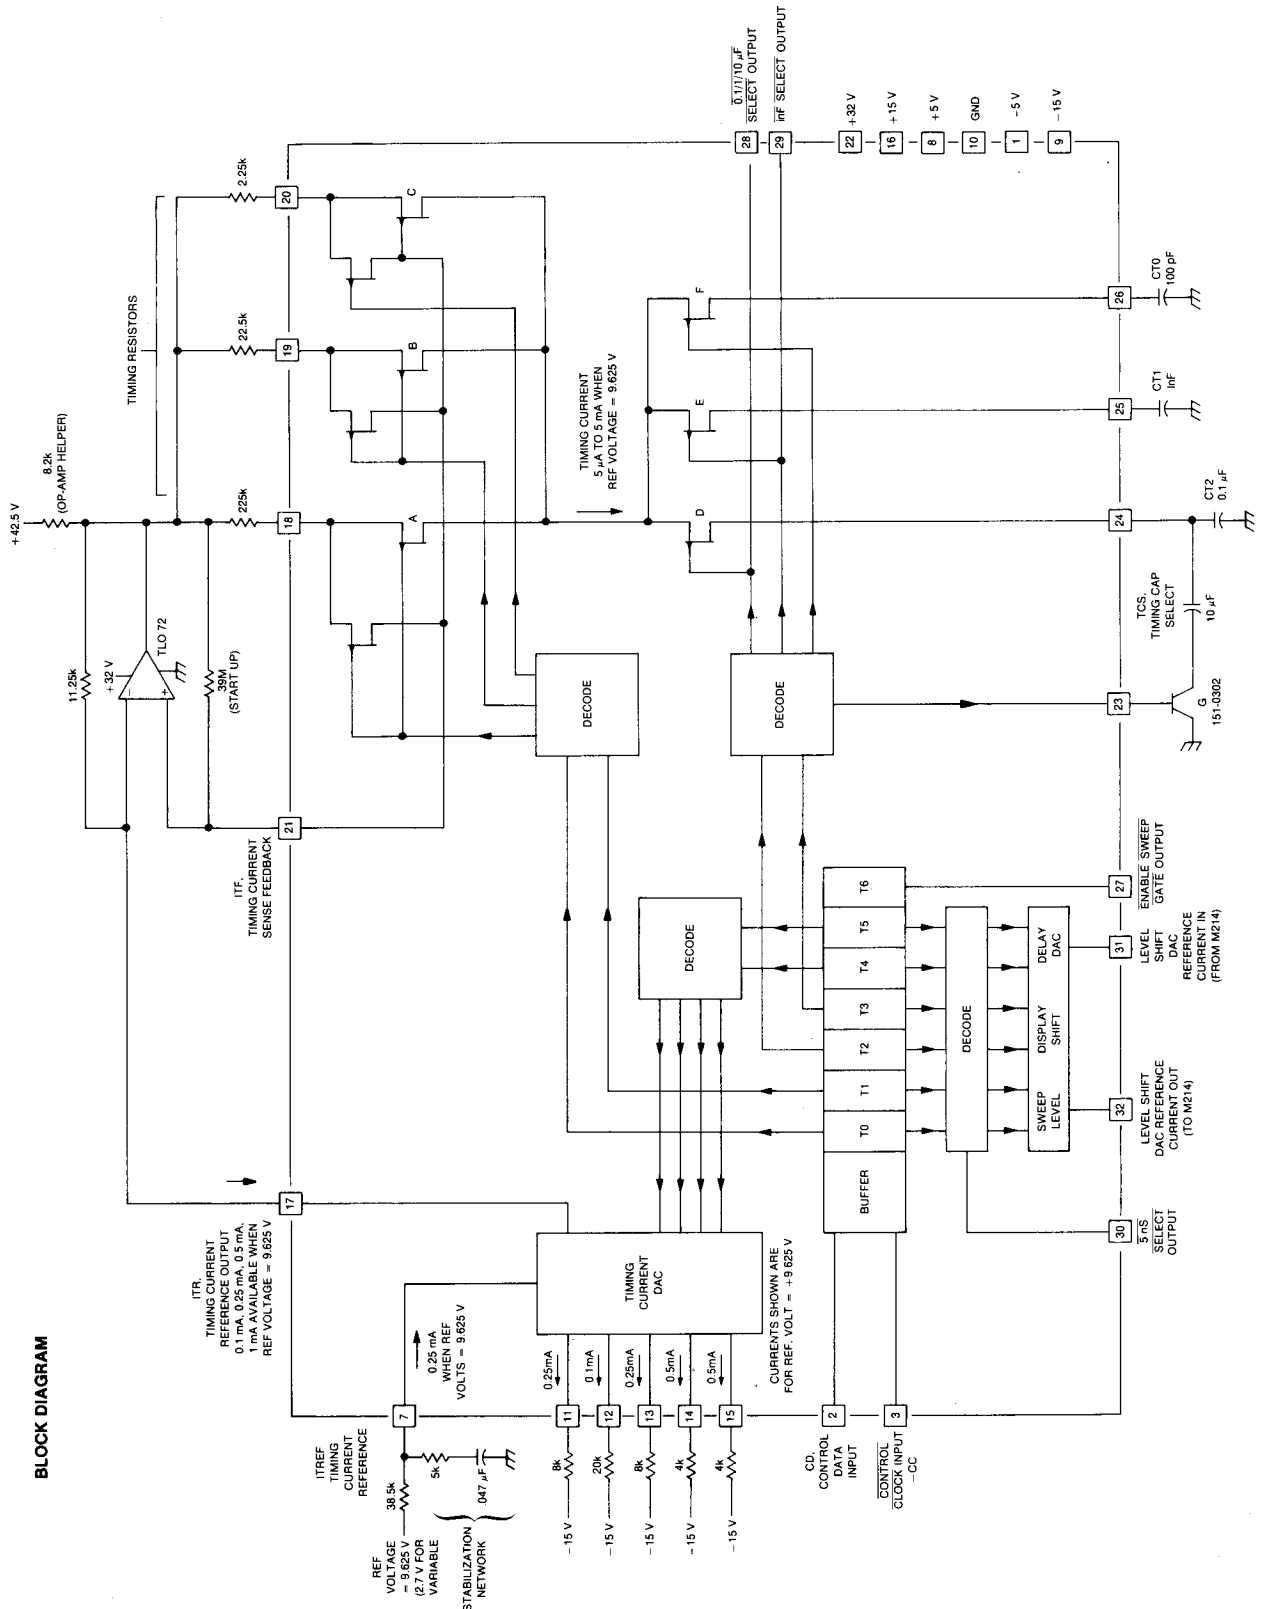 BLOCK DIAGRAM
+42.5 V
8.2k
(OP-AMP HELPER)
TIMING RESISTORS
11.25k
+32 V
TLO 72
−
+
39M
(START UP)
225k
22.5k
2.25k
ITF.
TIMING CURRENT
SENSE FEEDBACK
21
18
19
20
A
B
C
ITR.
TIMING CURRENT
REFERENCE OUTPUT
0.1 mA, 0.25 mA, 0.5 mA,
1 mA AVAILABLE WHEN
REF VOLTAGE = 9.625 V
17
ITREF
TIMING
CURRENT
REFERENCE
7
REF
VOLTAGE
= 9.625 V
(2.7 V FOR
VARIABLE
38.5k
5k
.047 µF
STABILIZATION
NETWORK
0.25 mA
WHEN REF
VOLTS = 9.625 V
TIMING
CURRENT
DAC
−15 V
8k
11
0.25mA
−15 V
20k
12
0.1mA
−15 V
8k
13
0.25mA
−15 V
4k
14
0.5mA
−15 V
4k
15
0.5mA
CURRENTS SHOWN ARE
FOR REF. VOLT = +9 625 V
DECODE
DECODE
DECODE
TIMING CURRENT
5 µA TO 5 mA WHEN
REF VOLTAGE = 9.625 V
D
E
F
0.1/1/10 µF
SELECT OUTPUT
28
InF SELECT OUTPUT
29
22
+32 V
16
+15 V
8
+5 V
10
GND
1
−5 V
9
−15 V
CD.
CONTROL
DATA
INPUT
2
CONTROL
CLOCK INPUT
−CC
3
BUFFER
T0
T1
T2
T3
T4
T5
T6
DECODE
SWEEP
LEVEL
DISPLAY
SHIFT
DELAY
DAC
30
5 nS
SELECT
OUTPUT
32
LEVEL SHIFT
DAC REFERENCE
CURRENT OUT
(TO M214)
31
LEVEL
SHIFT
DAC
REFERENCE
CURRENT IN
(FROM M214)
27
ENABLE SWEEP
GATE OUTPUT
23
G
151-0302
TCS.
TIMING CAP
SELECT
10 µF
24
CT2
0.1 µF
25
CT1
InF
26
CT0
100 pF